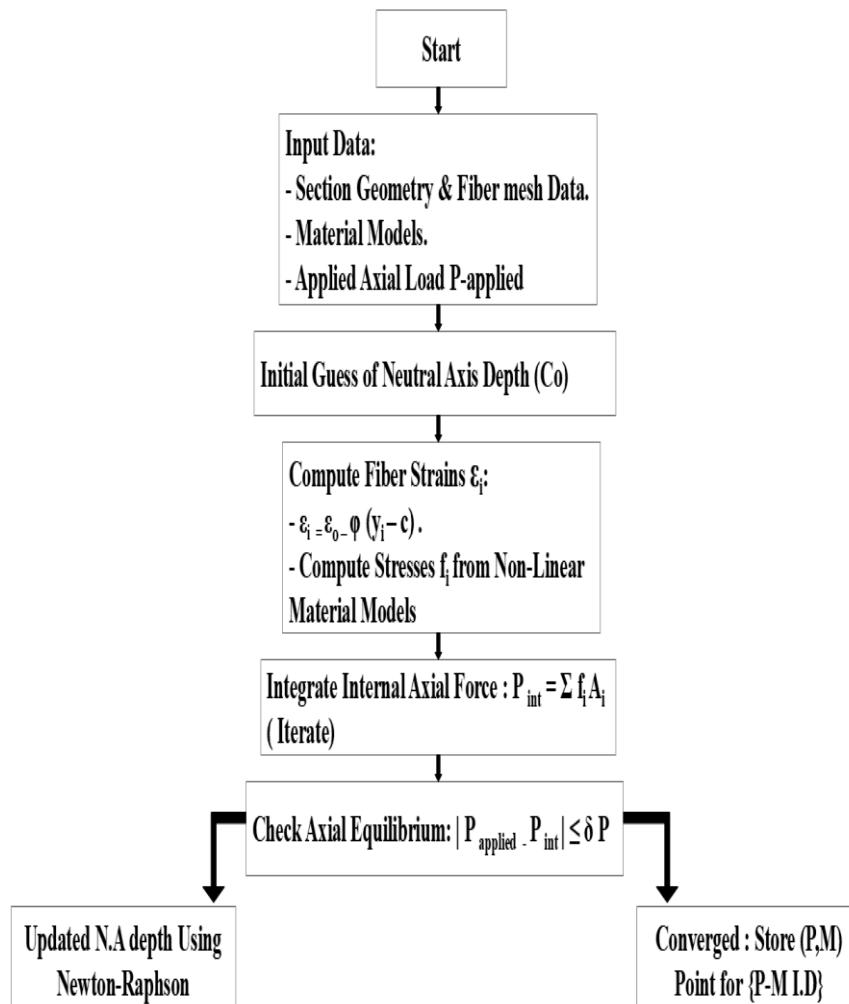 Start
Input Data:
- Section Geometry & Fiber mesh Data.
- Material Models.
- Applied Axial Load P-applied
Initial Guess of Neutral Axis Depth (Co)
Compute Fiber Strains εi:
- εi = εo – φ (yi – c) .
- Compute Stresses fi from Non-Linear
Material Models
Integrate Internal Axial Force : P int = Σ fi Ai
( Iterate)
Check Axial Equilibrium: | P applied - P int | ≤ δ P
Updated N.A depth Using
Newton-Raphson
Converged : Store (P,M)
Point for {P-M I.D}